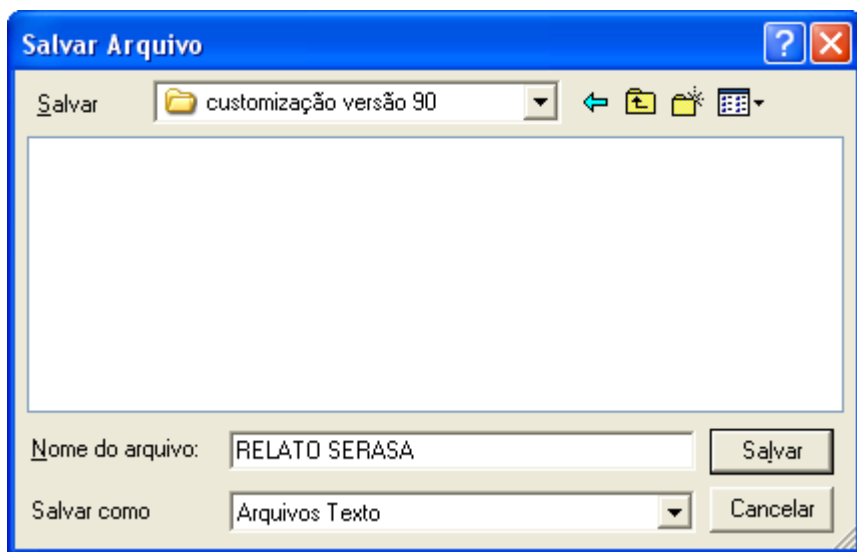 Salvar Arquivo
Salvar
customização versão 90
Nome do arquivo:
RELATO SERASA
Salvar
Salvar como
Arquivos Texto
Cancelar